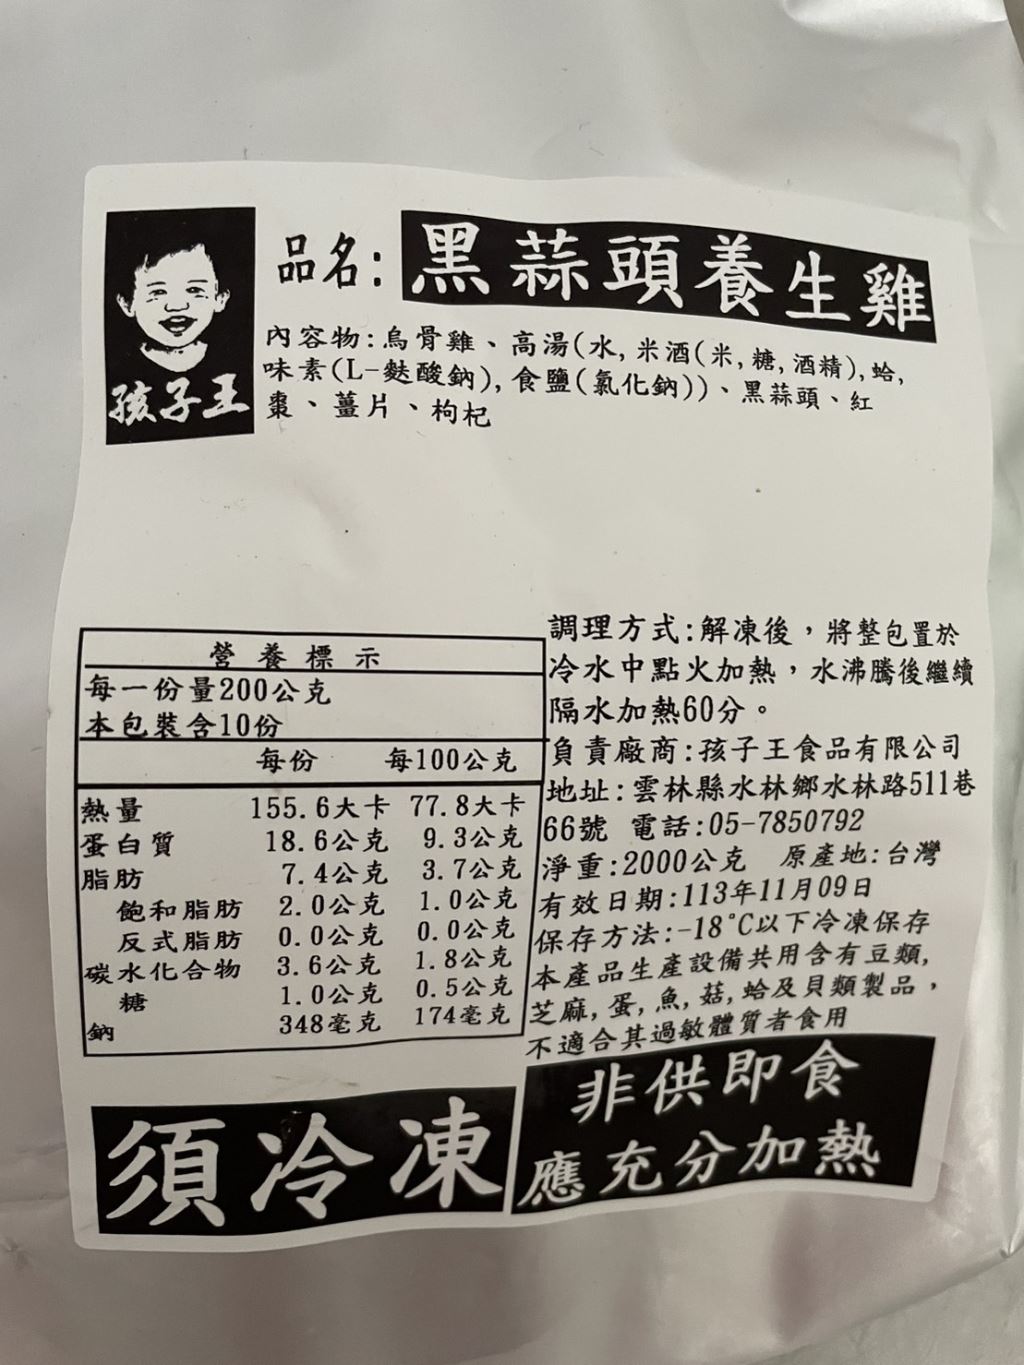 孩子王
品名:黑蒜頭養生雞
內容物:烏骨雞、高湯(水,米酒(米,糖,酒精),蛤,
味素(L-麩酸鈉),食鹽(氯化鈉))、黑蒜頭、紅
棗、薑片、枸杞
營養標示
每一份量200公克
本包裝含10份
每份 每100公克
熱量 155.6大卡 77.8大卡
蛋白質 18.6公克 9.3公克
脂肪 7.4公克 3.7公克
飽和脂肪 2.0公克 1.0公克
反式脂肪 0.0公克 0.0公克
碳水化合物 3.6公克 1.8公克
糖 1.0公克 0.5公克
鈉 348毫克 174毫克
調理方式:解凍後，將整包置於
冷水中點火加熱，水沸騰後繼續
隔水加熱60分。
負責廠商:孩子王食品有限公司
地址:雲林縣水林鄉水林路511巷
66號 電話:05-7850792
淨重:2000公克 原產地:台灣
有效日期:113年11月09日
保存方法:-18°C以下冷凍保存
本產品生產設備共用含有豆類,
芝麻,蛋,魚,菇,蛤及貝類製品，
不適合其過敏體質者食用
須冷凍
非供即食
應充分加熱